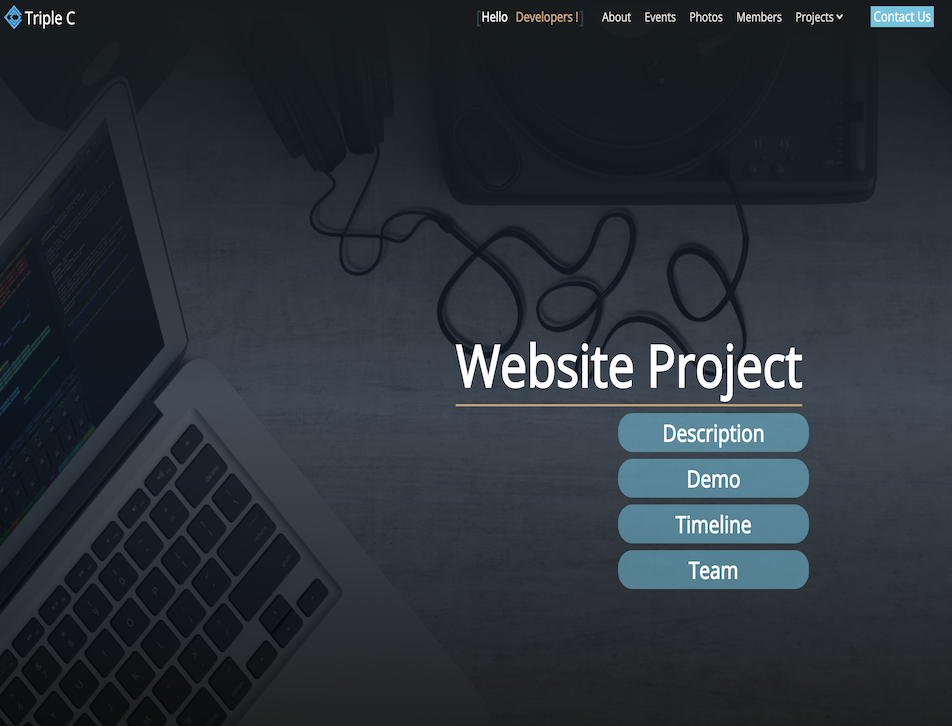 Triple C
[Hello Developers !]
About Events Photos Members Projects
Contact Us
Website Project
Description
Demo
Timeline
Team